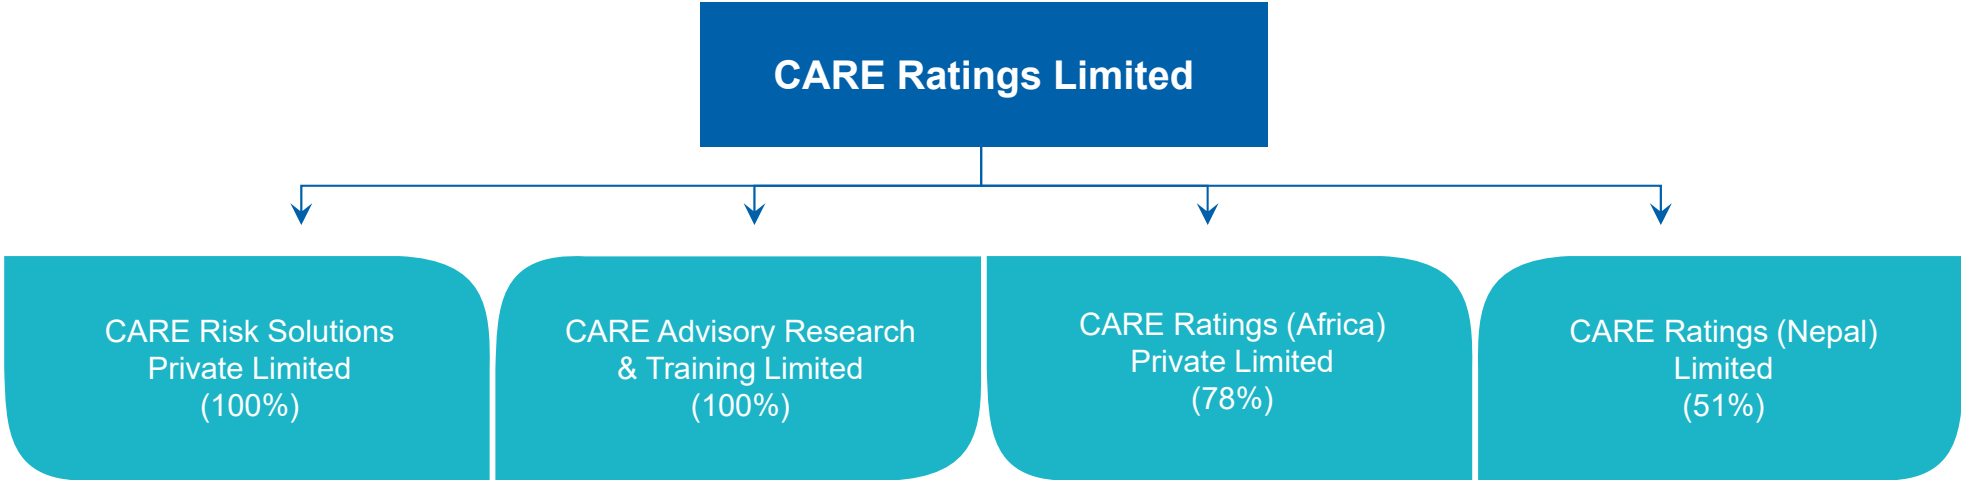 CARE Ratings Limited
CARE Risk Solutions
Private Limited
(100%)
CARE Advisory Research
& Training Limited
(100%)
CARE Ratings (Africa)
Private Limited
(78%)
CARE Ratings (Nepal)
Limited
(51%)